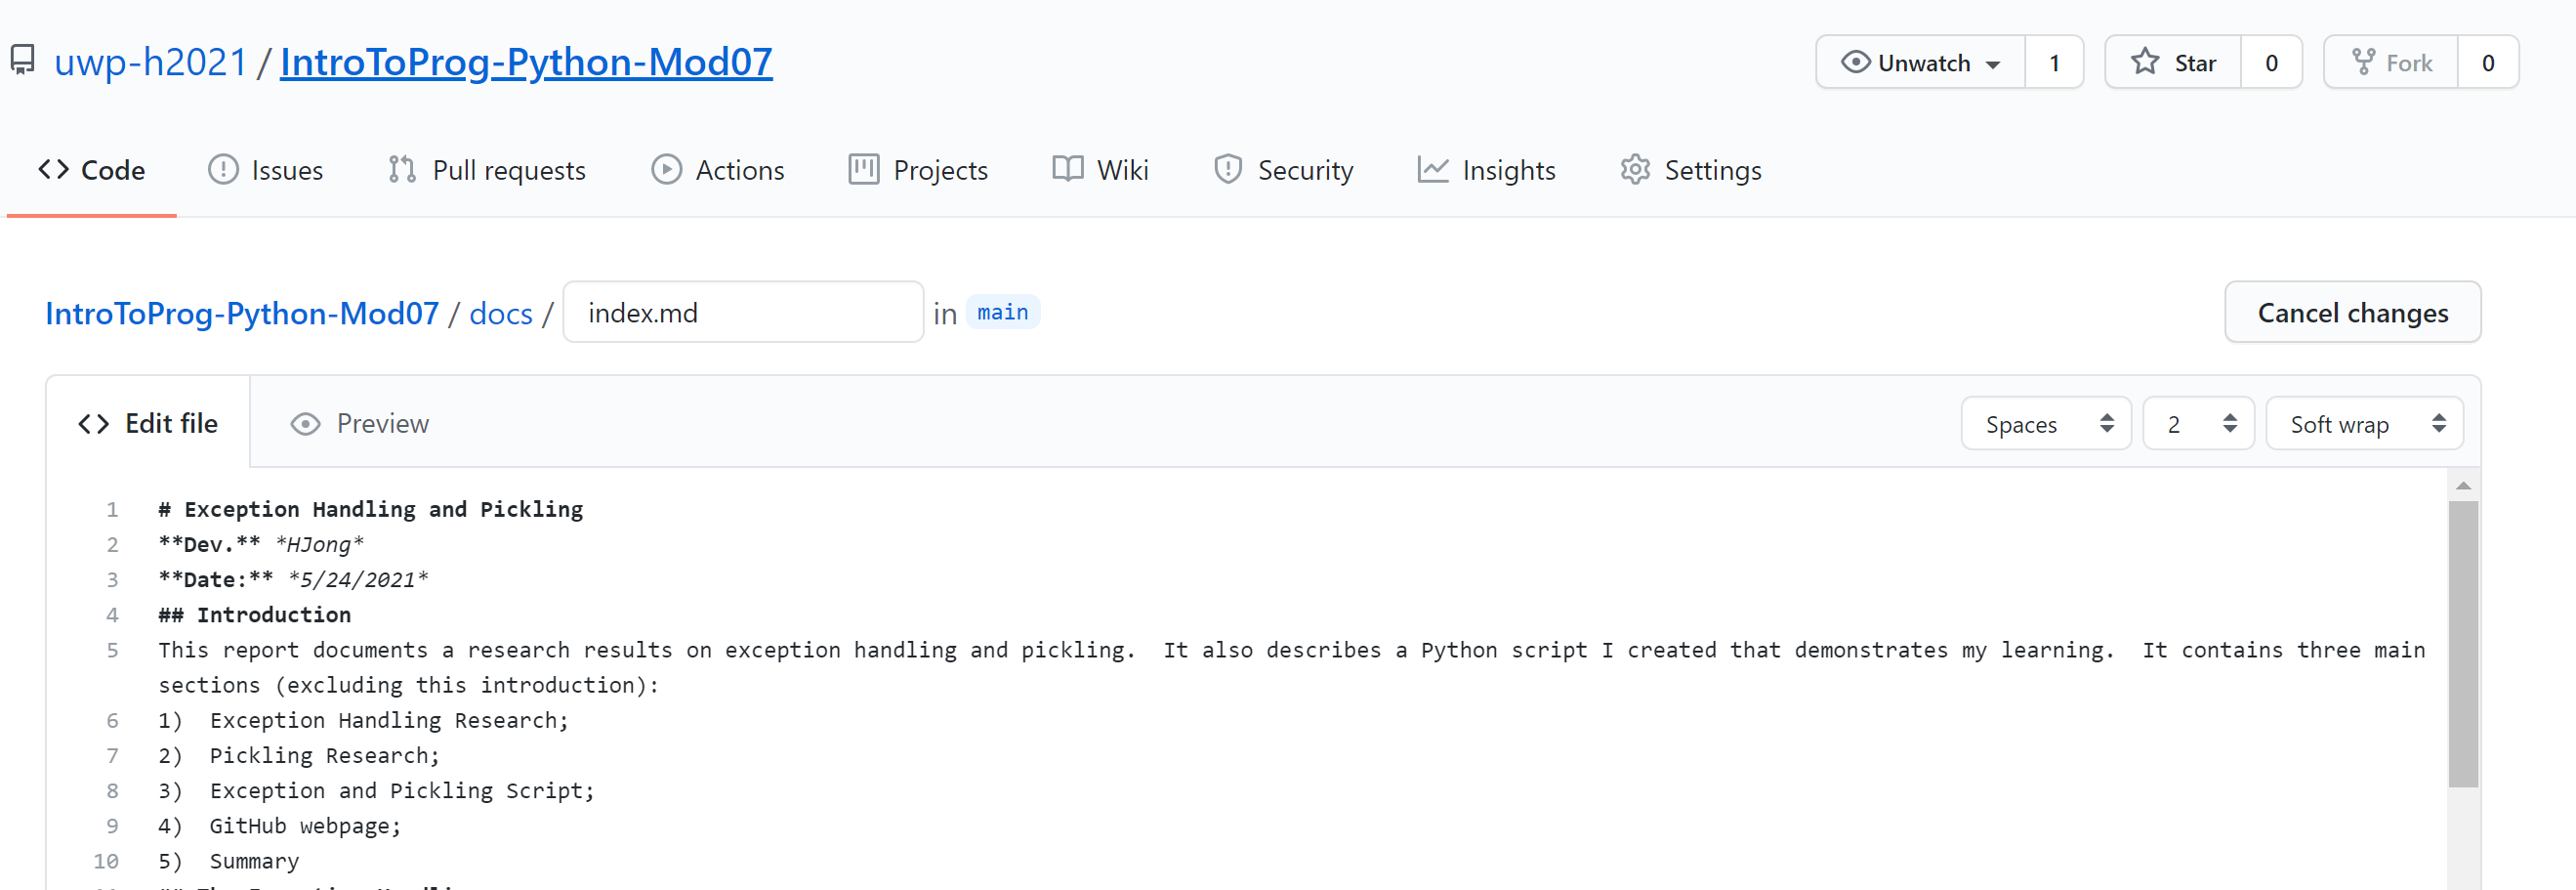 uwp-h2021 / IntroToProg-Python-Mod07
Unwatch 1 Star 0 Fork 0
Code Issues Pull requests Actions Projects Wiki Security Insights Settings
IntroToProg-Python-Mod07 / docs / index.md in main
Cancel changes
Edit file Preview Spaces 2 Soft wrap
1 # Exception Handling and Pickling
2 **Dev.** *HJong*
3 **Date:** *5/24/2021*
4 ## Introduction
5 This report documents a research results on exception handling and pickling. It also describes a Python script I created that demonstrates my learning. It contains three main
sections (excluding this introduction):
6 1) Exception Handling Research;
7 2) Pickling Research;
8 3) Exception and Pickling Script;
9 4) GitHub webpage;
10 5) Summary